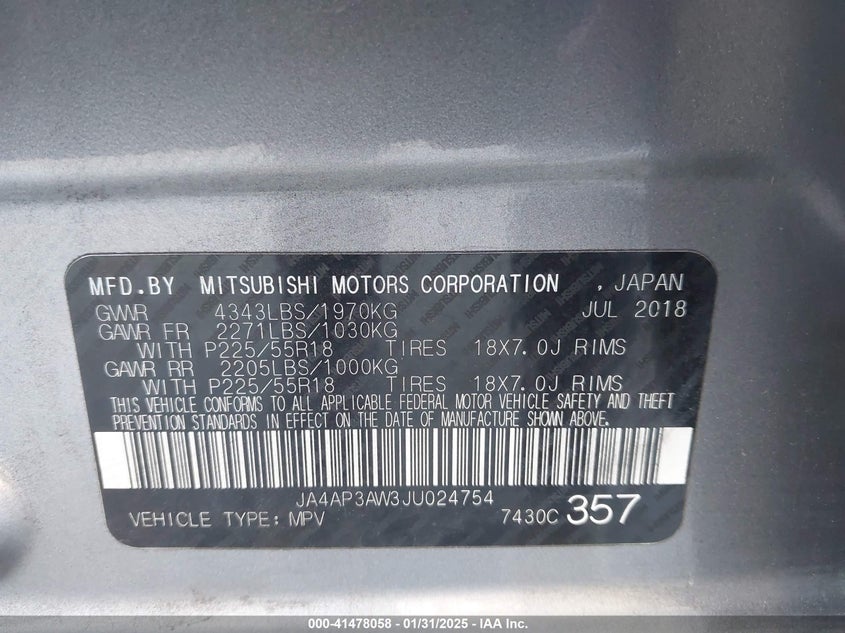 MFD.BY MITSUBISHI MOTORS CORPORATION , JAPAN
GVWR 4343LBS/1970KG JUL 2018
GAWR FR 2271LBS/1030KG
WITH P225/55R18 TIRES 18X7.0J RIMS
GAWR RR 2205LBS/1000KG
WITH P225/55R18 TIRES 18X7.0J RIMS
THIS VEHICLE CONFORMS TO ALL APPLICABLE FEDERAL MOTOR VEHICLE SAFETY AND THEFT
PREVENTION STANDARDS IN EFFECT ON THE DATE OF MANUFACTURE SHOWN ABOVE.
JA4AP3AW3JU024754
VEHICLE TYPE: MPV 7430C 357
000-41478058 - 01/31/2025 - IAA Inc.